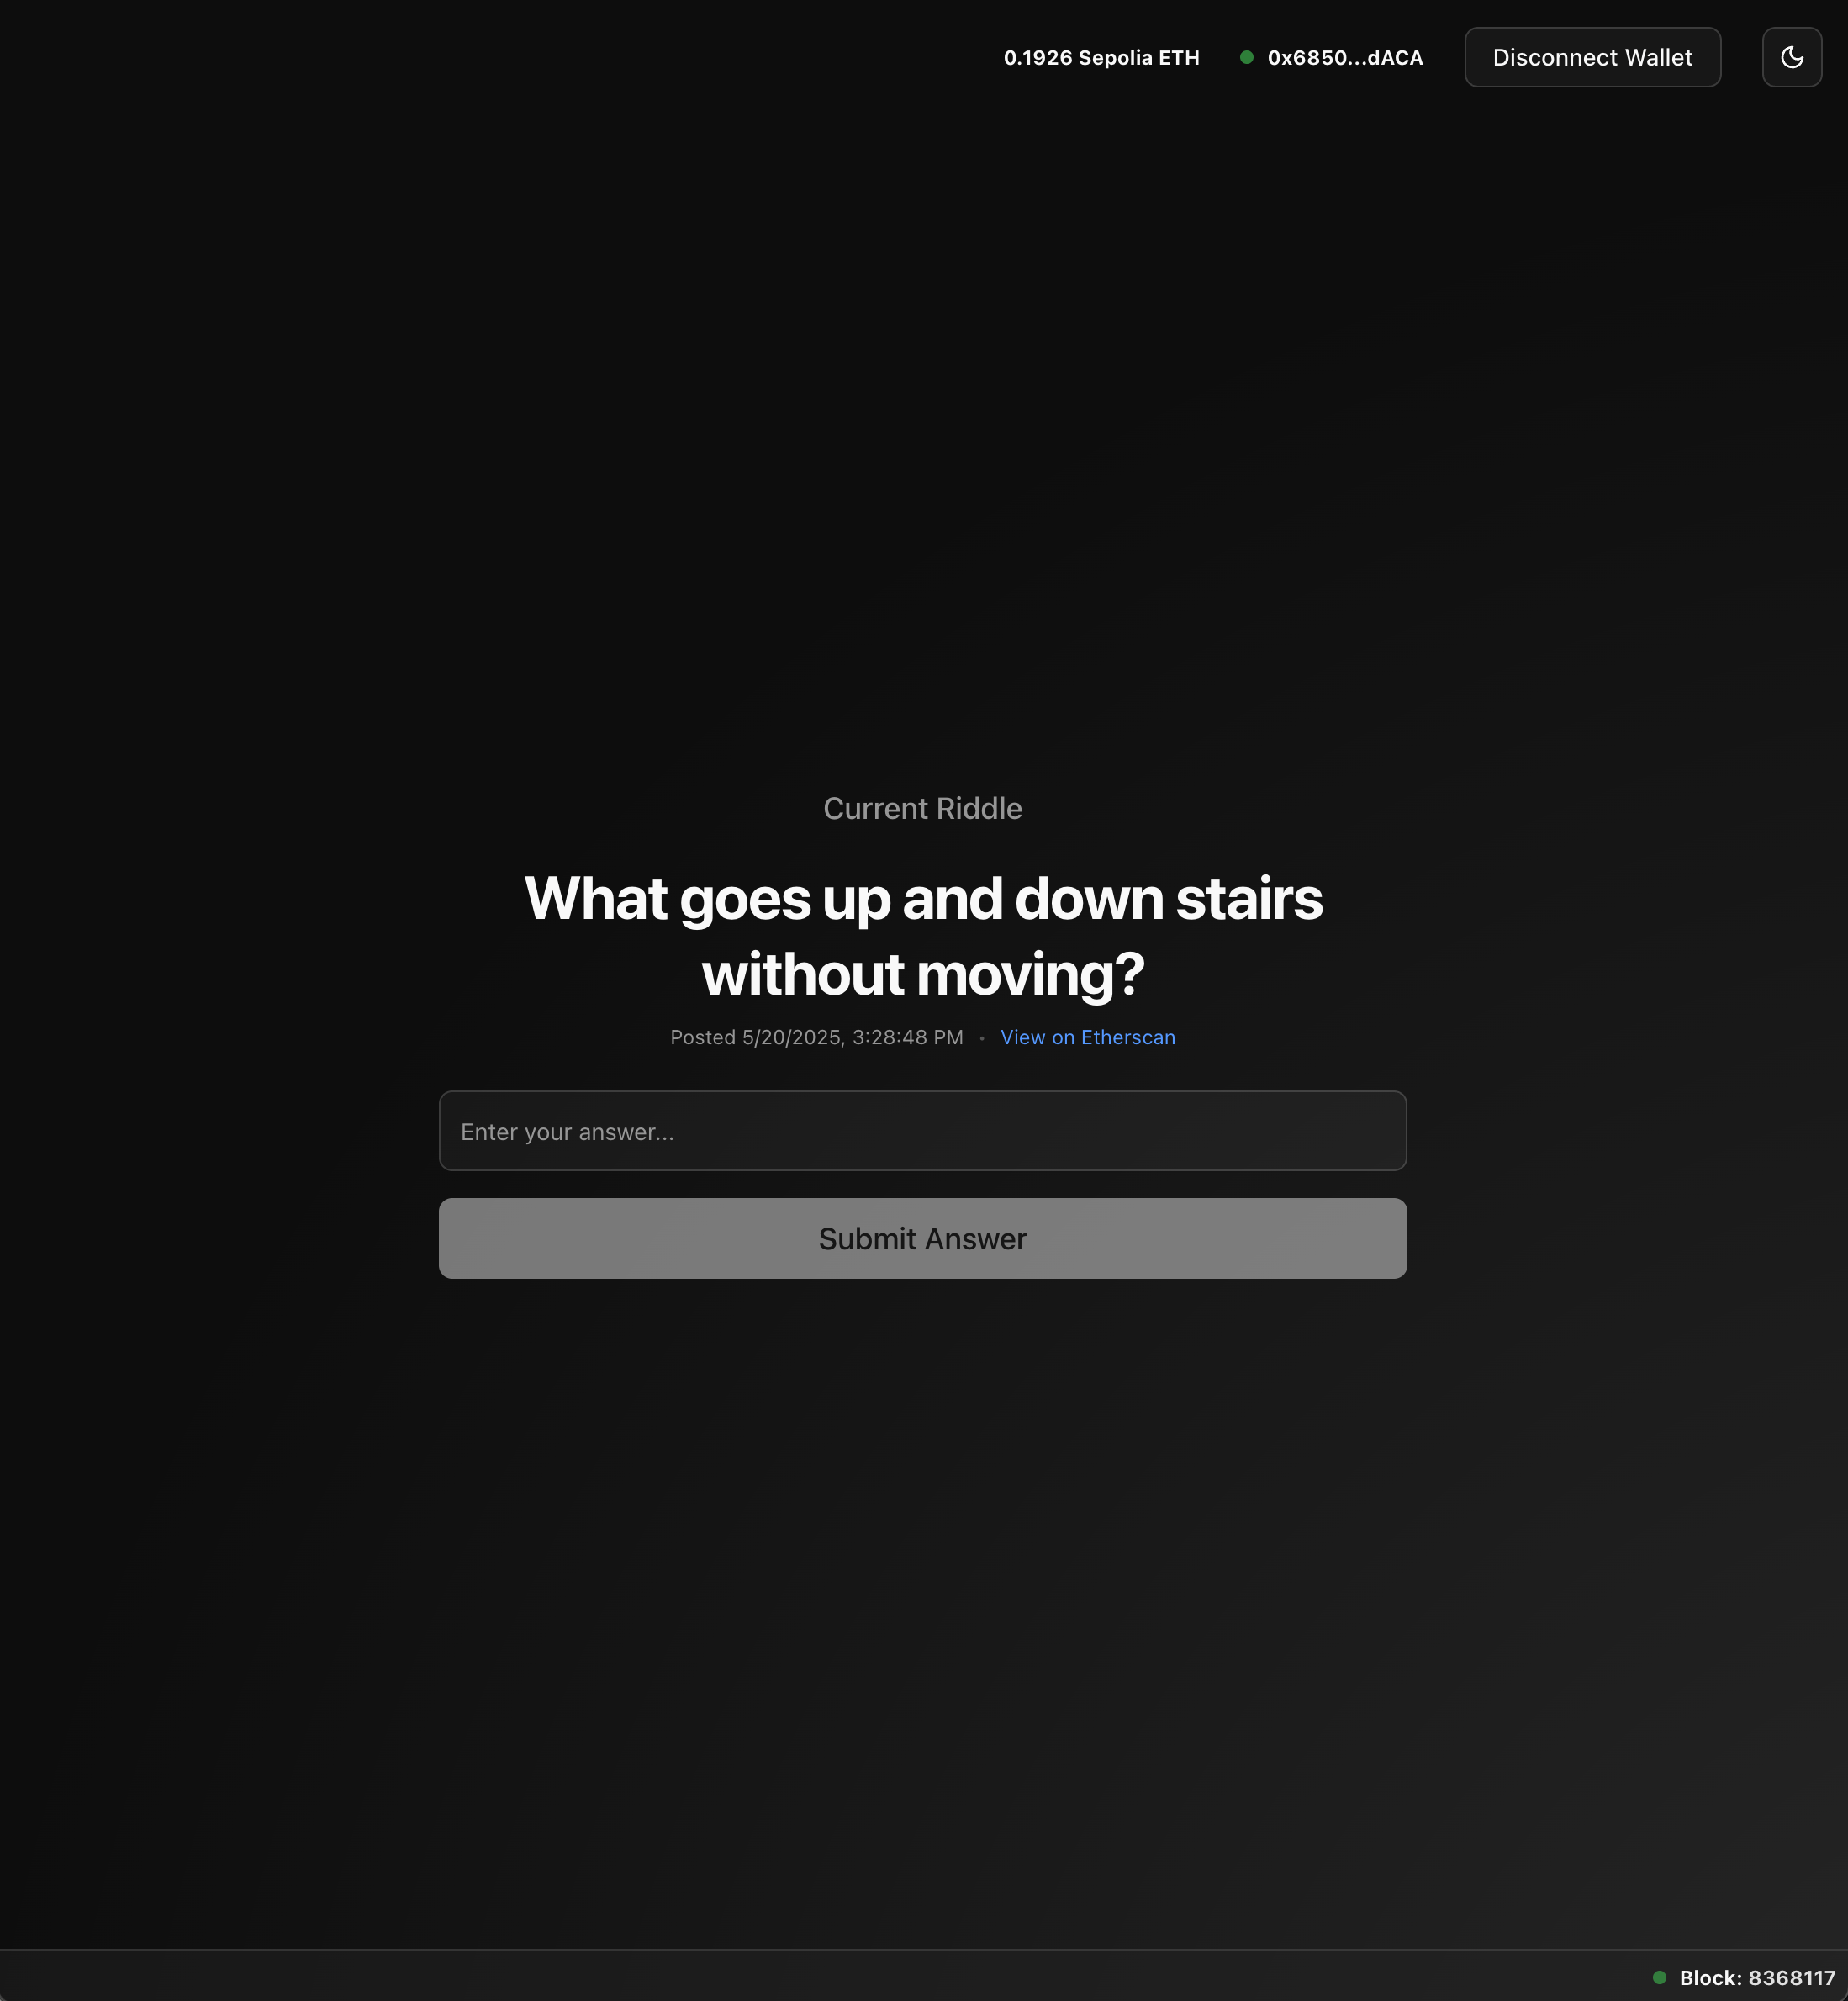 0.1926 Sepolia ETH
0x6850...dACA
Disconnect Wallet
Current Riddle
What goes up and down stairs
without moving?
Posted 5/20/2025, 3:28:48 PM • View on Etherscan
Enter your answer...
Submit Answer
Block: 8368117